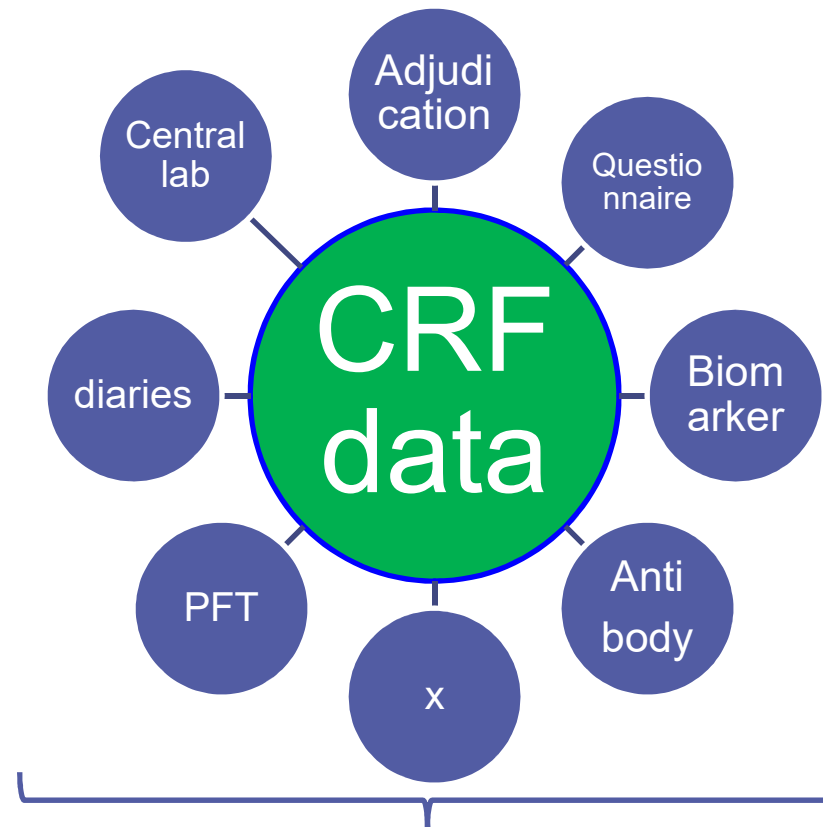 Adjudi
cation
Central
lab
Questio
nnaire
CRF
data
diaries
Biom
arker
PFT
Anti
body
x